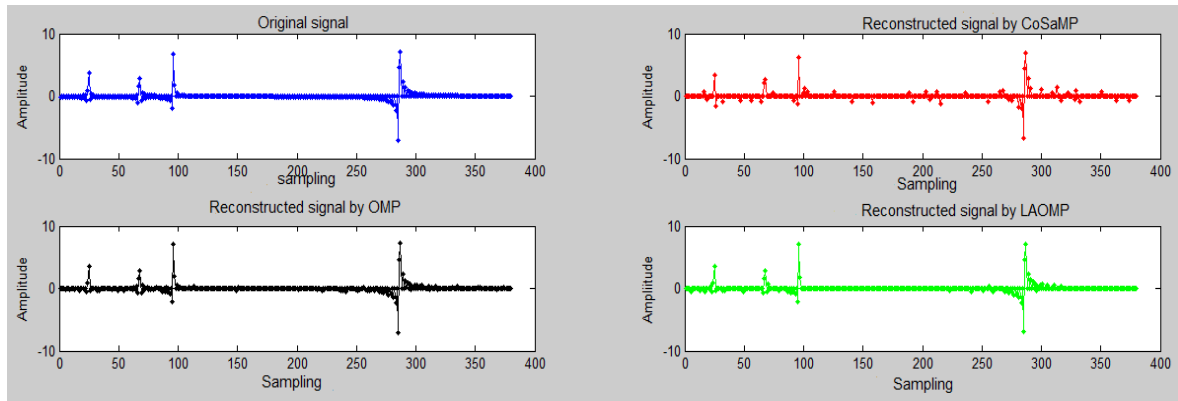 Original signal
10
0
-10
Amplitude
0 50 100 150 200 250 300 350 400
sampling
Reconstructed signal by CoSaMP
10
0
-10
Amplitude
0 50 100 150 200 250 300 350 400
Sampling
Reconstructed signal by OMP
10
0
-10
Amplitude
0 50 100 150 200 250 300 350 400
Sampling
Reconstructed signal by LAOMP
10
0
-10
Ampliitude
0 50 100 150 200 250 300 350 400
Sampling